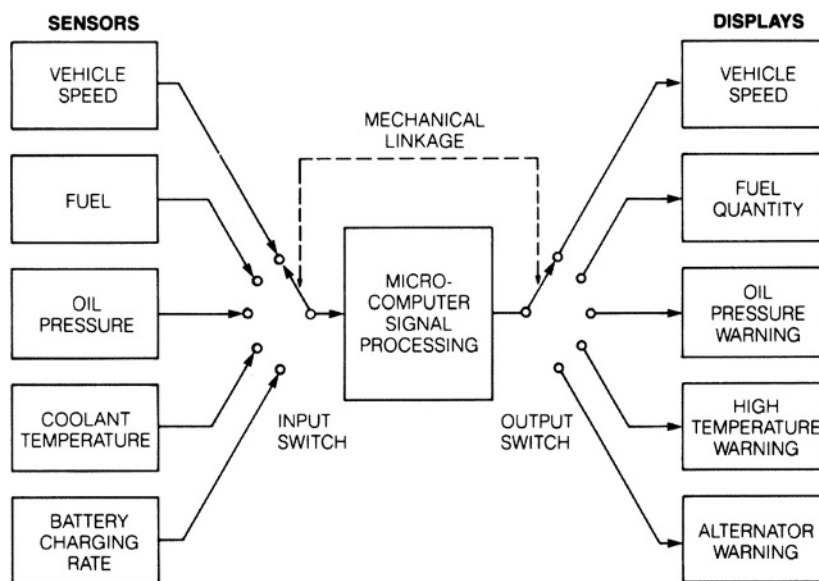 SENSORS
VEHICLE
SPEED
FUEL
OIL
PRESSURE
COOLANT
TEMPERATURE
BATTERY
CHARGING
RATE
MECHANICAL
LINKAGE
INPUT
SWITCH
MICRO-
COMPUTER
SIGNAL
PROCESSING
OUTPUT
SWITCH
DISPLAYS
VEHICLE
SPEED
FUEL
QUANTITY
OIL
PRESSURE
WARNING
HIGH
TEMPERATURE
WARNING
ALTERNATOR
WARNING